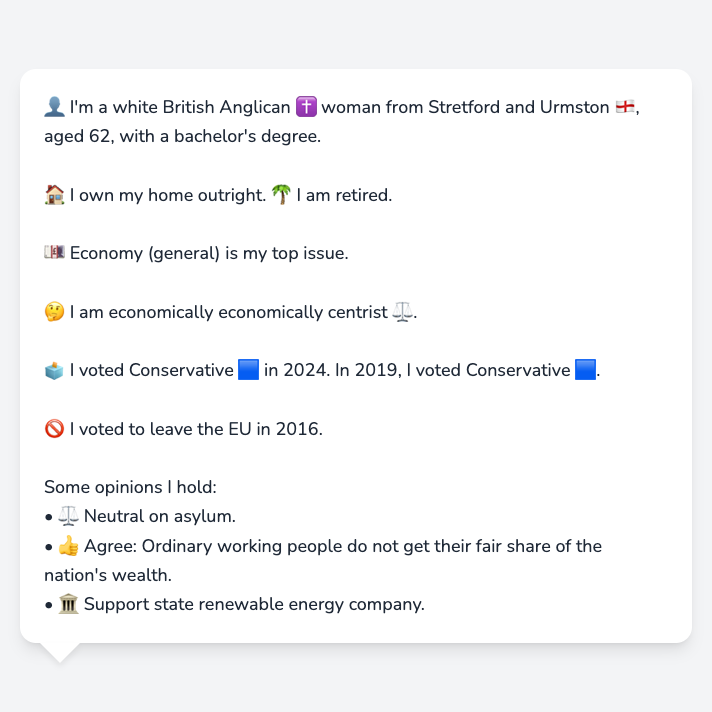 👤 I'm a white British Anglican ✝️ woman from Stretford and Urmston 🏴󠁧󠁢󠁥󠁮󠁧󠁿,
aged 62, with a bachelor's degree.
🏠 I own my home outright. 🌴 I am retired.
💷 Economy (general) is my top issue.
🤔 I am economically economically centrist ⚖️.
🗳️ I voted Conservative 🟦 in 2024. In 2019, I voted Conservative 🟦.
🚫 I voted to leave the EU in 2016.
Some opinions I hold:
• ⚖️ Neutral on asylum.
• 👍 Agree: Ordinary working people do not get their fair share of the
nation's wealth.
• 🏛️ Support state renewable energy company.